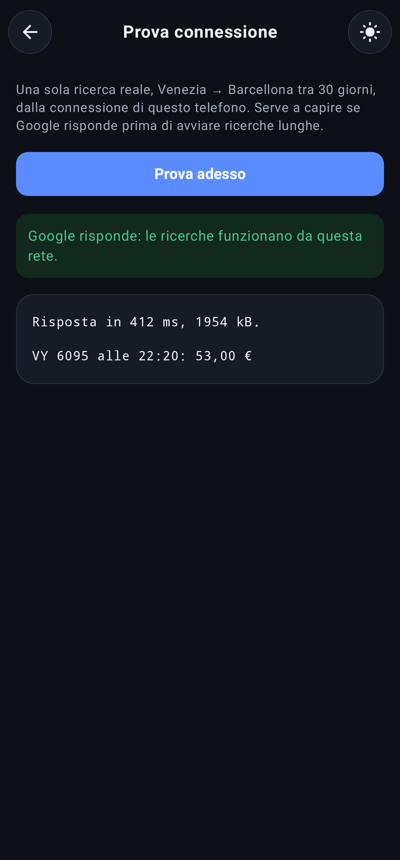 Prova connessione
Una sola ricerca reale, Venezia → Barcellona tra 30 giorni,
dalla connessione di questo telefono. Serve a capire se
Google risponde prima di avviare ricerche lunghe.
Prova adesso
Google risponde: le ricerche funzionano da questa
rete.
Risposta in 412 ms, 1954 kB.
VY 6095 alle 22:20: 53,00 €